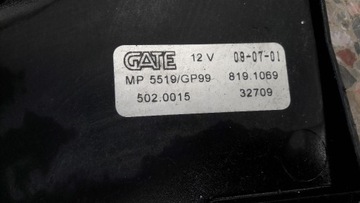 GATE 12 V 08-07-01
MP 5519/GP99 819.1069
502.0015 32709